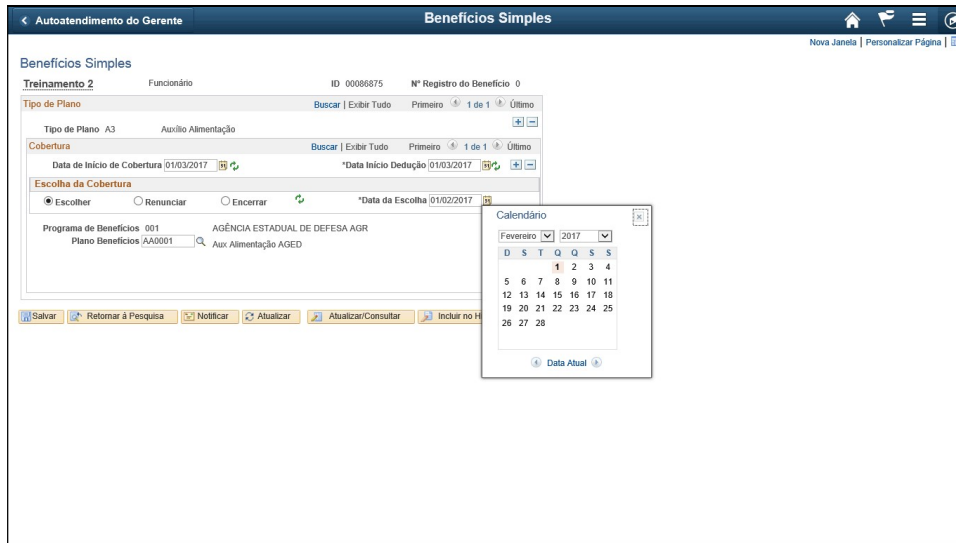 Autoatendimento do Gerente
Benefícios Simples
Nova Janela | Personalizar Página |
Benefícios Simples
Treinamento 2 Funcionário ID 00086875 Nº Registro do Benefício 0
Tipo de Plano Buscar | Exibir Tudo Primeiro 1 de 1 Último
Tipo de Plano A3 Auxílio Alimentação
Cobertura Buscar | Exibir Tudo Primeiro 1 de 1 Último
Data de Início de Cobertura 01/03/2017 *Data Início Dedução 01/03/2017
Escolha da Cobertura
Escolher Renunciar Encerrar *Data da Escolha 01/02/2017
Programa de Benefícios 001 AGÊNCIA ESTADUAL DE DEFESA AGR
Plano Benefícios AA0001 Aux Alimentação AGED
Salvar Retornar à Pesquisa Notificar Atualizar Atualizar/Consultar Incluir no H
Calendário
Fevereiro 2017
D S T Q Q S S
1 2 3 4
5 6 7 8 9 10 11
12 13 14 15 16 17 18
19 20 21 22 23 24 25
26 27 28
Data Atual